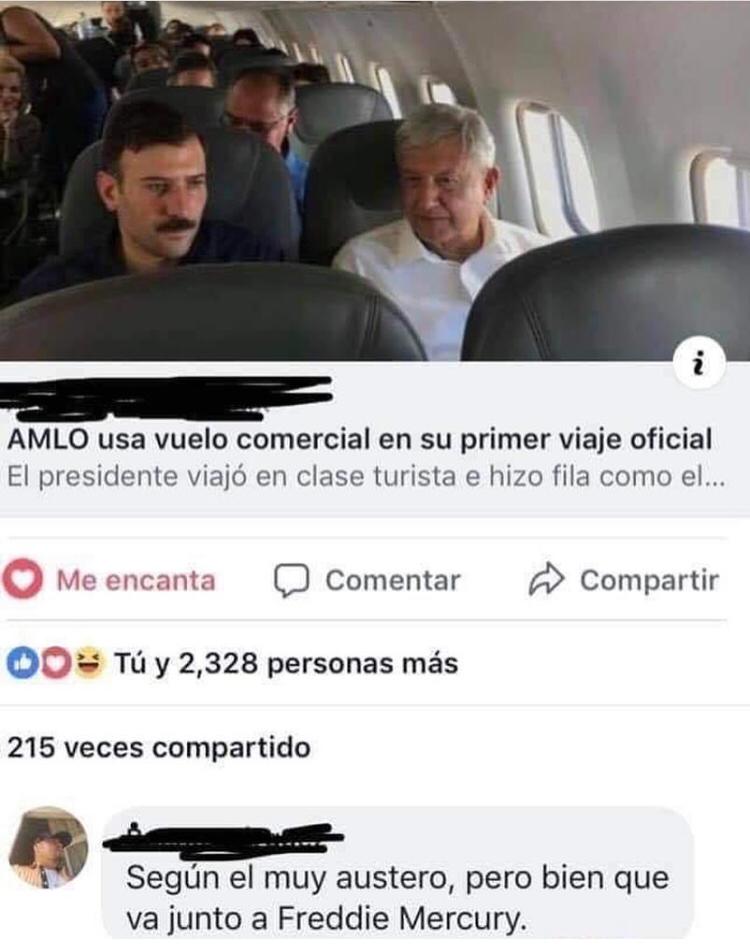 AMLO usa vuelo comercial en su primer viaje oficial
El presidente viajó en clase turista e hizo fila como el...
Me encanta Comentar Compartir
Tú y 2,328 personas más
215 veces compartido
Según el muy austero, pero bien que
va junto a Freddie Mercury.